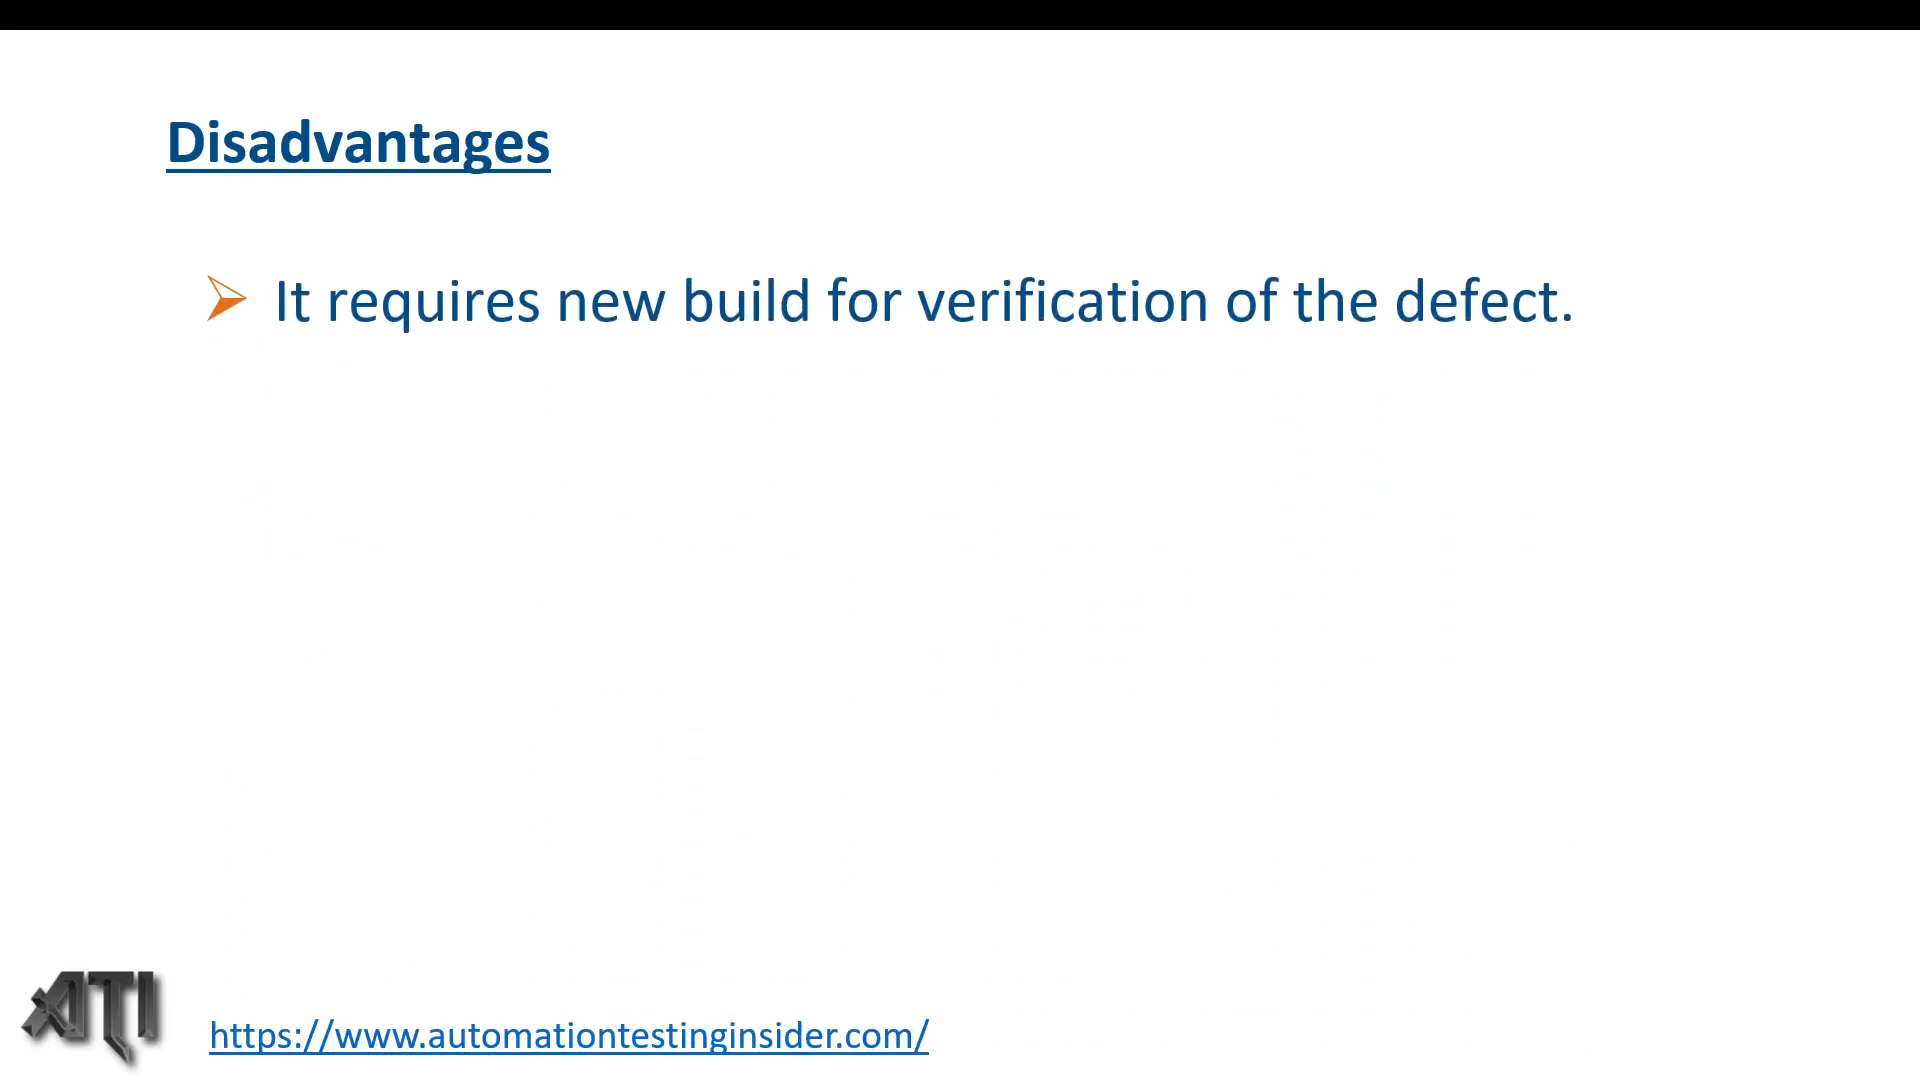 Disadvantages
It requires new build for verification of the defect.
ATI
https://www.automationtestinginsider.com/